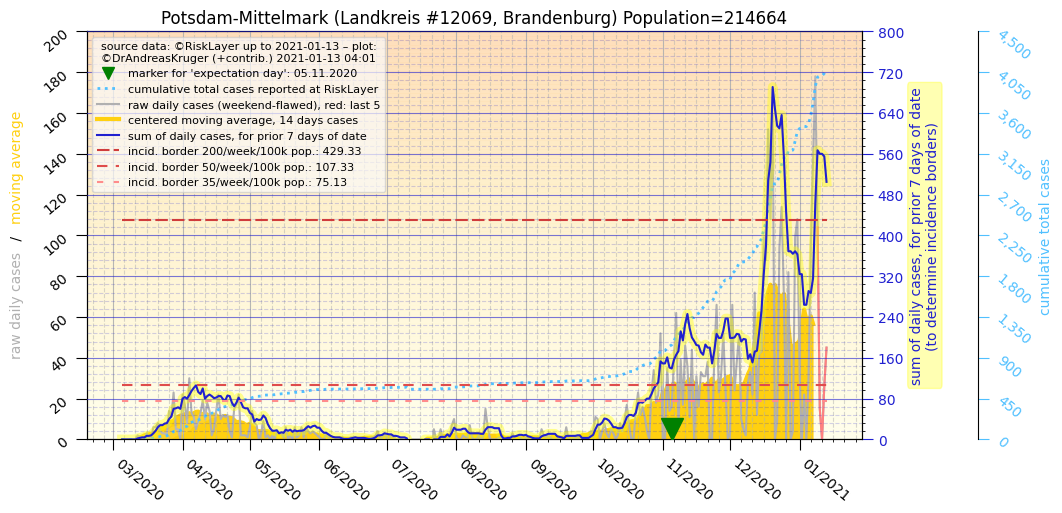 Potsdam-Mittelmark (Landkreis #12069, Brandenburg) Population=214664
source data: ©RiskLayer up to 2021-01-13 – plot:
©DrAndreasKruger (+contrib.) 2021-01-13 04:01
marker for 'expectation day': 05.11.2020
cumulative total cases reported at RiskLayer
raw daily cases (weekend-flawed), red: last 5
centered moving average, 14 days cases
sum of daily cases, for prior 7 days of date
incid. border 200/week/100k pop.: 429.33
incid. border 50/week/100k pop.: 107.33
incid. border 35/week/100k pop.: 75.13
raw daily cases / moving average
200
180
160
140
120
100
80
60
40
20
0
800
720
640
560
480
400
320
240
160
80
0
sum of daily cases, for prior 7 days of date
(to determine incidence borders)
4,500
4,050
3,600
3,150
2,700
2,250
1,800
1,350
900
450
0
cumulative total cases
03/2020
04/2020
05/2020
06/2020
07/2020
08/2020
09/2020
10/2020
11/2020
12/2020
01/2021